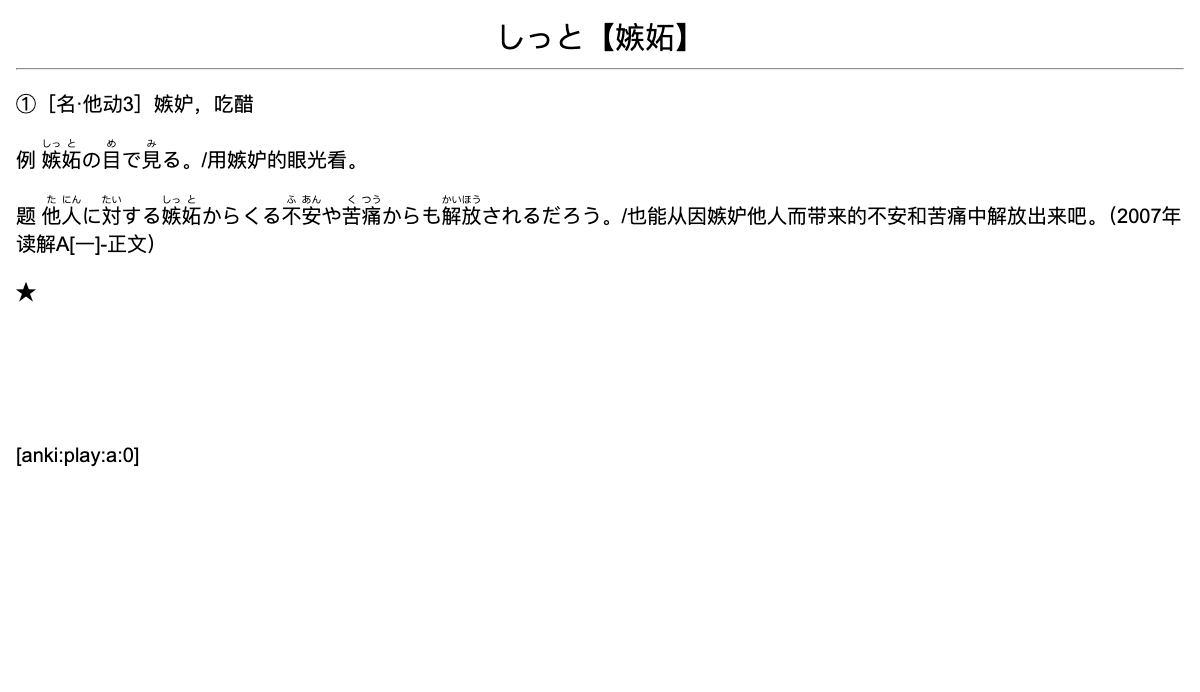 しっと【嫉妬】
①［名·他动3］嫉妒，吃醋
しっ と め み
例 嫉妬の目で見る。/用嫉妒的眼光看。
た にん たい しっ と ふ あん く つう かいほう
题 他人に対する嫉妬からくる不安や苦痛からも解放されるだろう。/也能从因嫉妒他人而带来的不安和苦痛中解放出来吧。（2007年
读解A[一]-正文）
★
[anki:play:a:0]